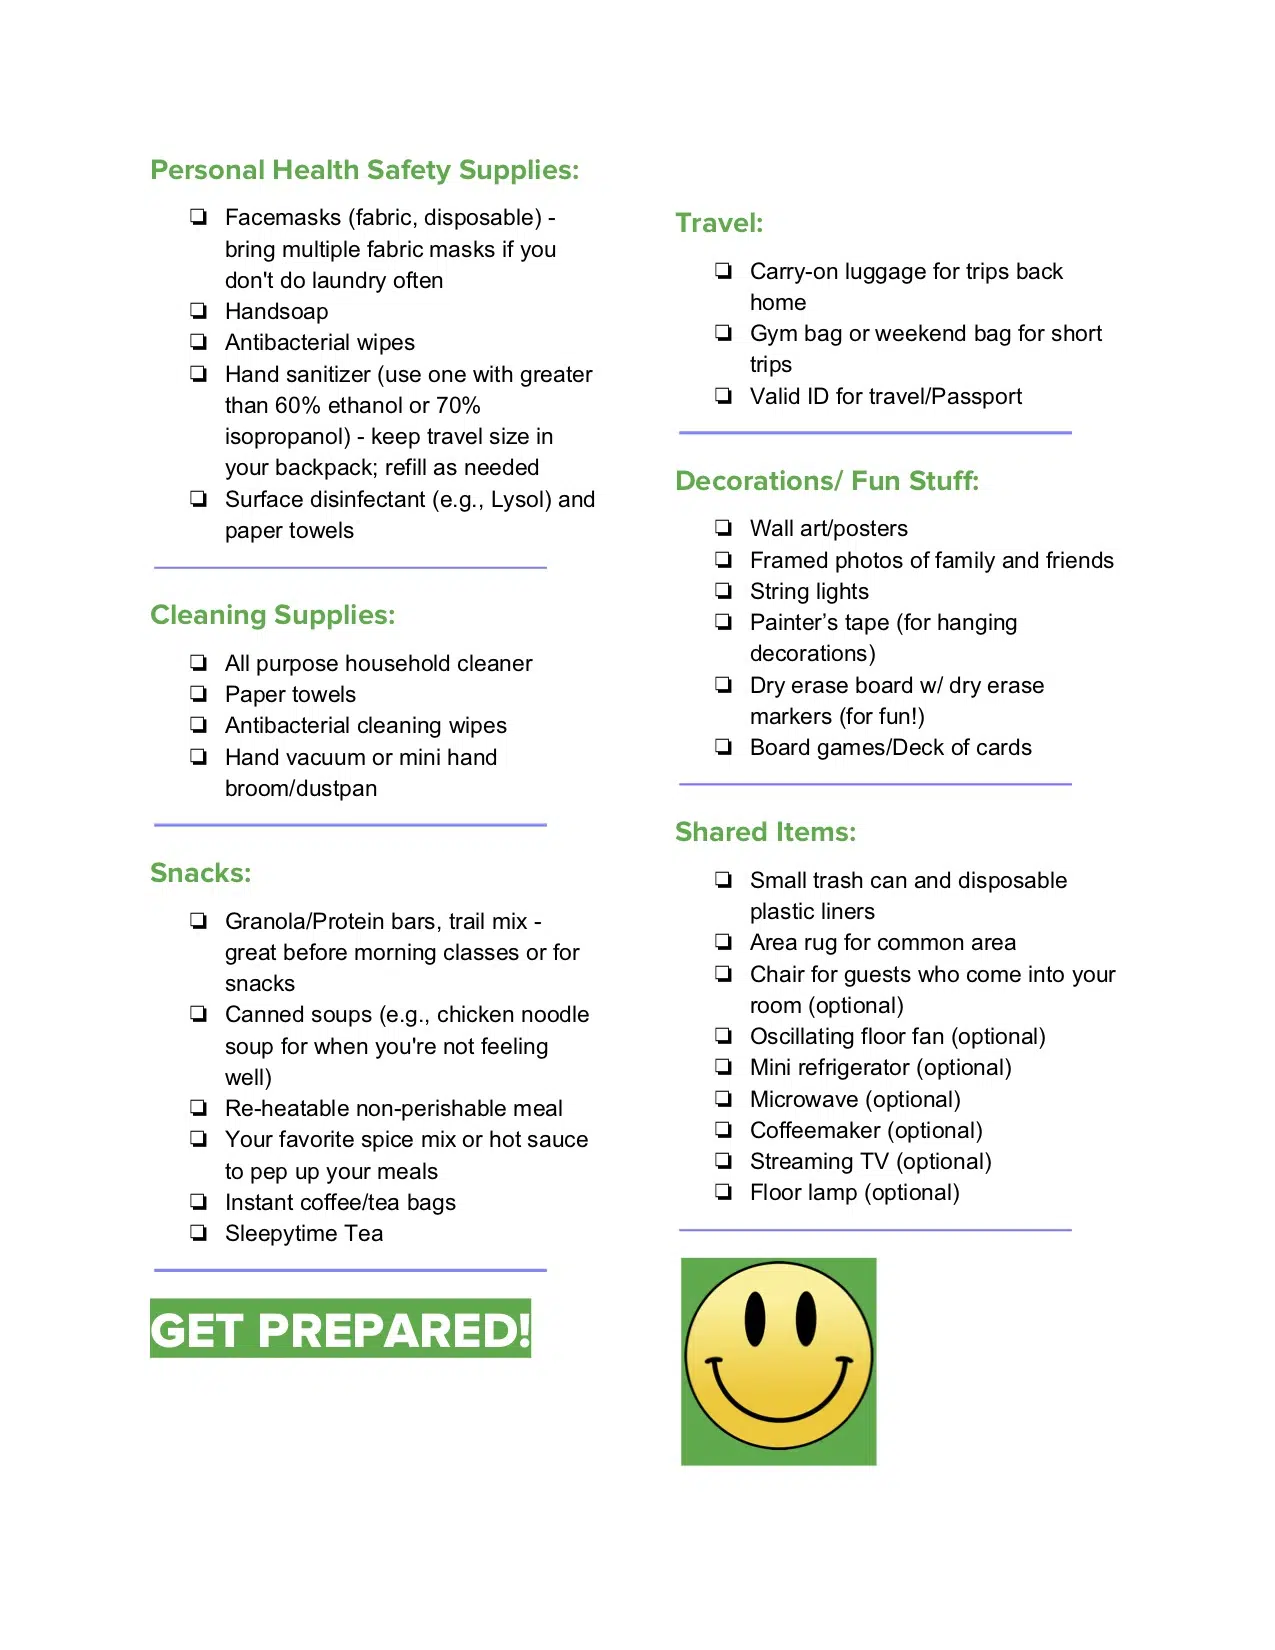 Personal Health Safety Supplies:
❏ Facemasks (fabric, disposable) -
bring multiple fabric masks if you
don't do laundry often
❏ Handsoap
❏ Antibacterial wipes
❏ Hand sanitizer (use one with greater
than 60% ethanol or 70%
isopropanol) - keep travel size in
your backpack; refill as needed
❏ Surface disinfectant (e.g., Lysol) and
paper towels
Cleaning Supplies:
❏ All purpose household cleaner
❏ Paper towels
❏ Antibacterial cleaning wipes
❏ Hand vacuum or mini hand
broom/dustpan
Snacks:
❏ Granola/Protein bars, trail mix -
great before morning classes or for
snacks
❏ Canned soups (e.g., chicken noodle
soup for when you're not feeling
well)
❏ Re-heatable non-perishable meal
❏ Your favorite spice mix or hot sauce
to pep up your meals
❏ Instant coffee/tea bags
❏ Sleepytime Tea
GET PREPARED!
Travel:
❏ Carry-on luggage for trips back
home
❏ Gym bag or weekend bag for short
trips
❏ Valid ID for travel/Passport
Decorations/ Fun Stuff:
❏ Wall art/posters
❏ Framed photos of family and friends
❏ String lights
❏ Painter’s tape (for hanging
decorations)
❏ Dry erase board w/ dry erase
markers (for fun!)
❏ Board games/Deck of cards
Shared Items:
❏ Small trash can and disposable
plastic liners
❏ Area rug for common area
❏ Chair for guests who come into your
room (optional)
❏ Oscillating floor fan (optional)
❏ Mini refrigerator (optional)
❏ Microwave (optional)
❏ Coffeemaker (optional)
❏ Streaming TV (optional)
❏ Floor lamp (optional)